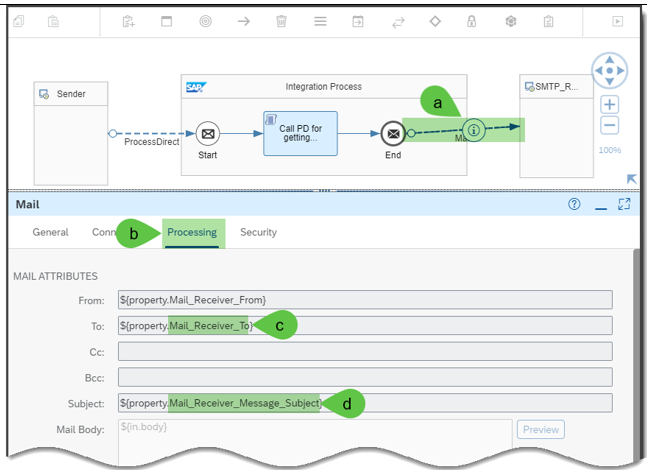 SAP
Integration Process
Sender
SMTP_R...
a
Call PD for
getting...
ProcessDirect
Start
End
Ma
100%
Mail
General
Conn
b
Processing
Security
MAIL ATTRIBUTES
From:
${property.Mail_Receiver_From}
To:
${property.Mail_Receiver_To}
c
Cc:
Bcc:
Subject:
${property.Mail_Receiver_Message_Subject}
d
Mail Body:
${in.body}
Preview